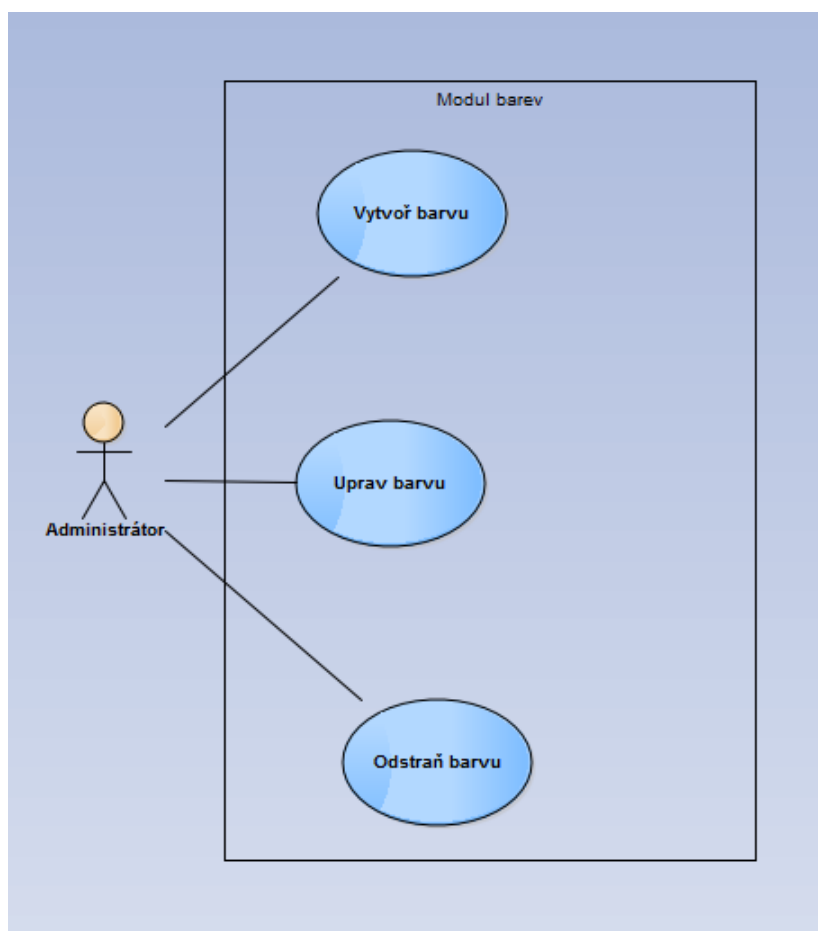 Modul barev
Vytvoř barvu
Uprav barvu
Administrátor
Odstraň barvu